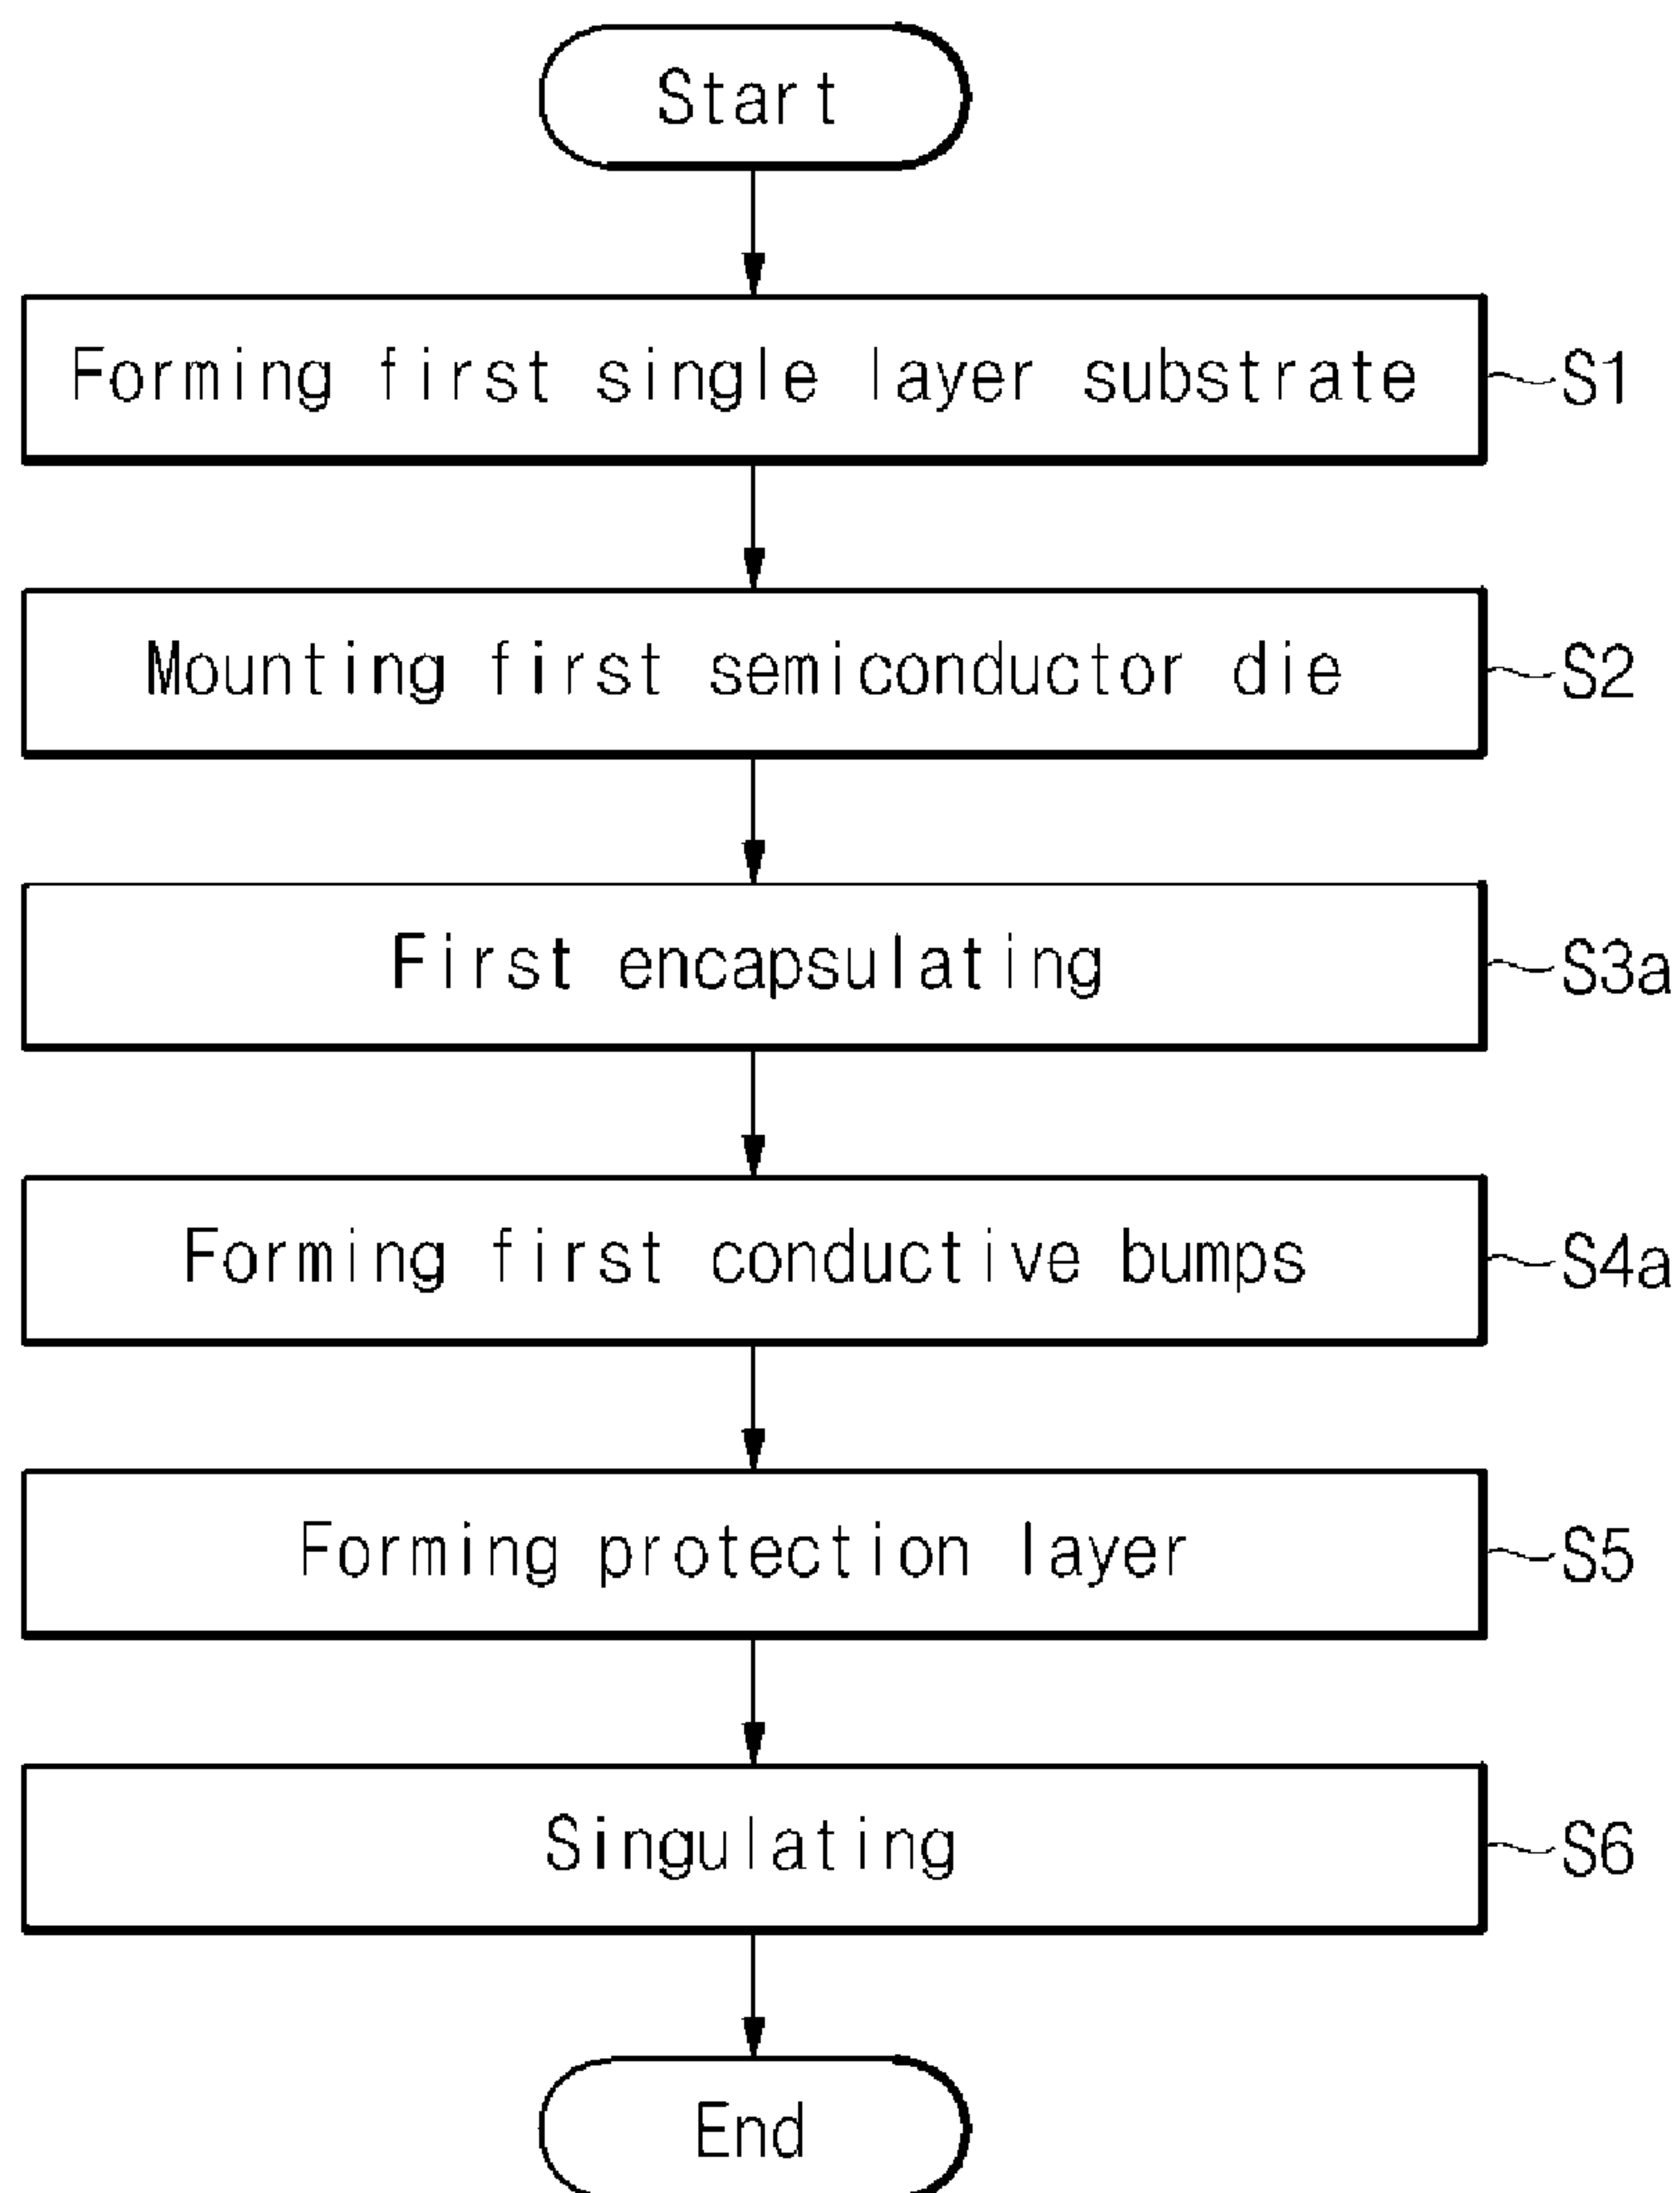 Start
Forming first single layer substrate S1
Mounting first semiconductor die S2
First encapsulating S3a
Forming first conductive bumps S4a
Forming protection layer S5
Singulating S6
End